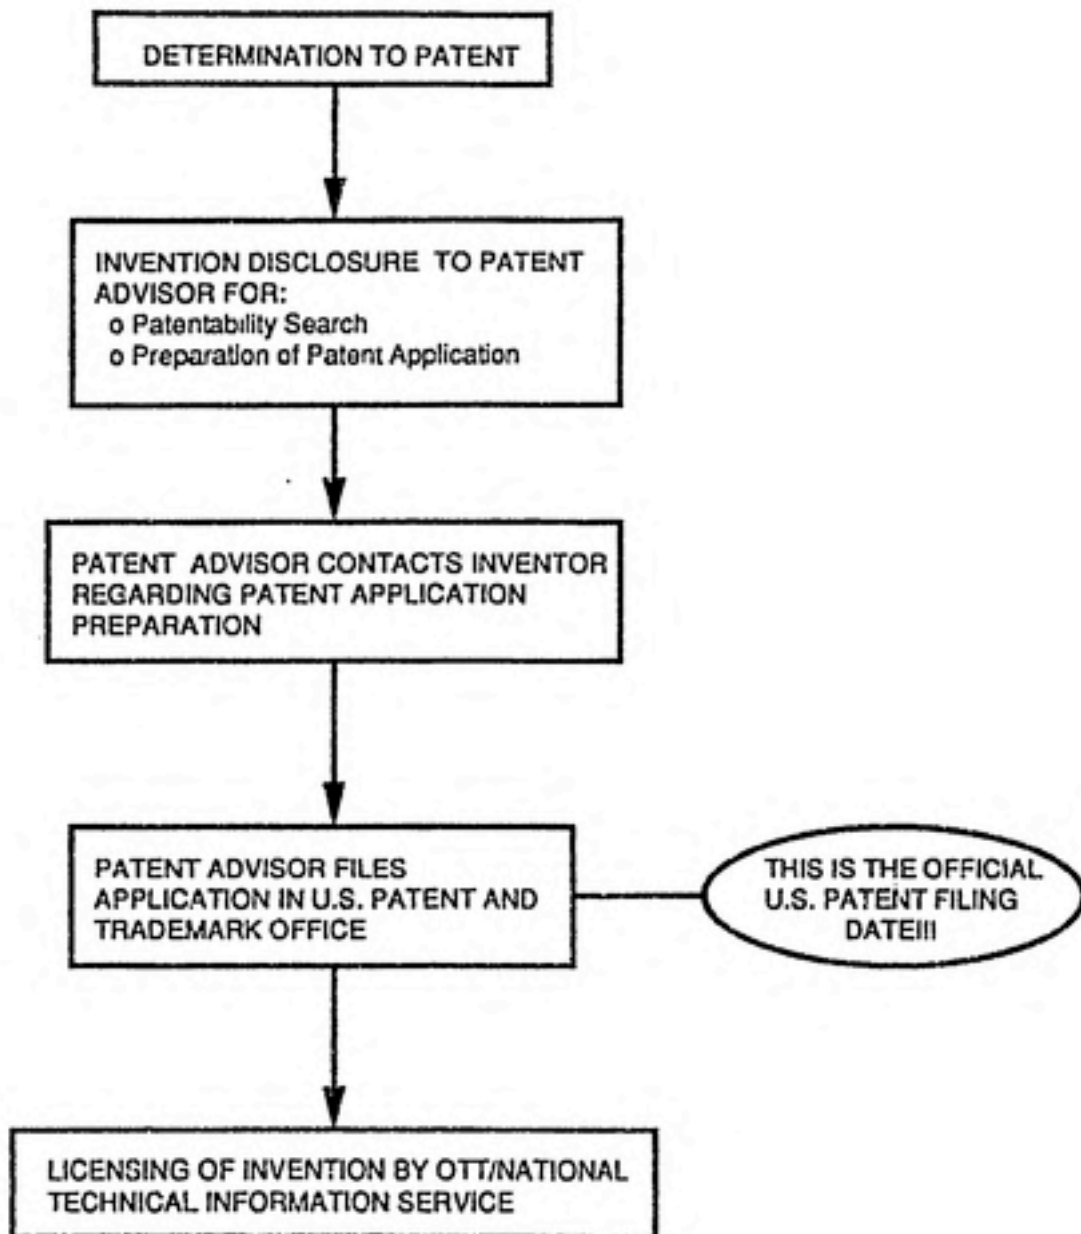 DETERMINATION TO PATENT
INVENTION DISCLOSURE TO PATENT
ADVISOR FOR:
o Patentability Search
o Preparation of Patent Application
PATENT ADVISOR CONTACTS INVENTOR
REGARDING PATENT APPLICATION
PREPARATION
PATENT ADVISOR FILES
APPLICATION IN U.S. PATENT AND
TRADEMARK OFFICE
THIS IS THE OFFICIAL
U.S. PATENT FILING
DATE!!!
LICENSING OF INVENTION BY OTT/NATIONAL
TECHNICAL INFORMATION SERVICE